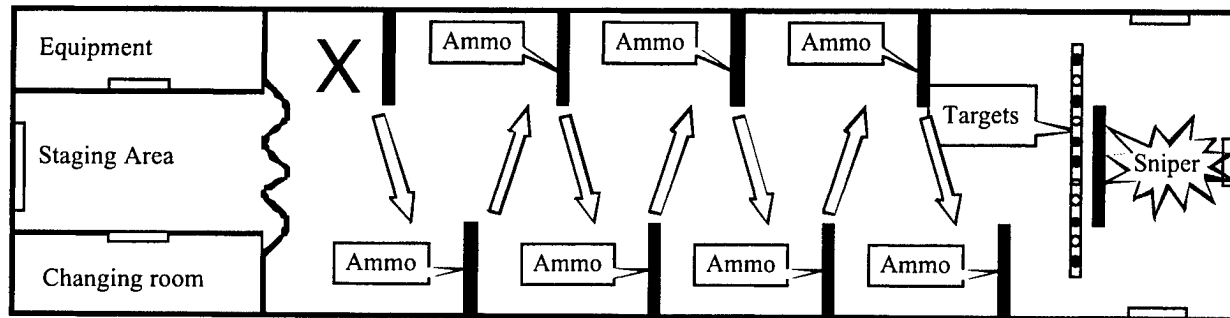 Equipment
X
Ammo
Ammo
Ammo
Targets
Staging Area
Sniper
Ammo
Ammo
Ammo
Ammo
Changing room